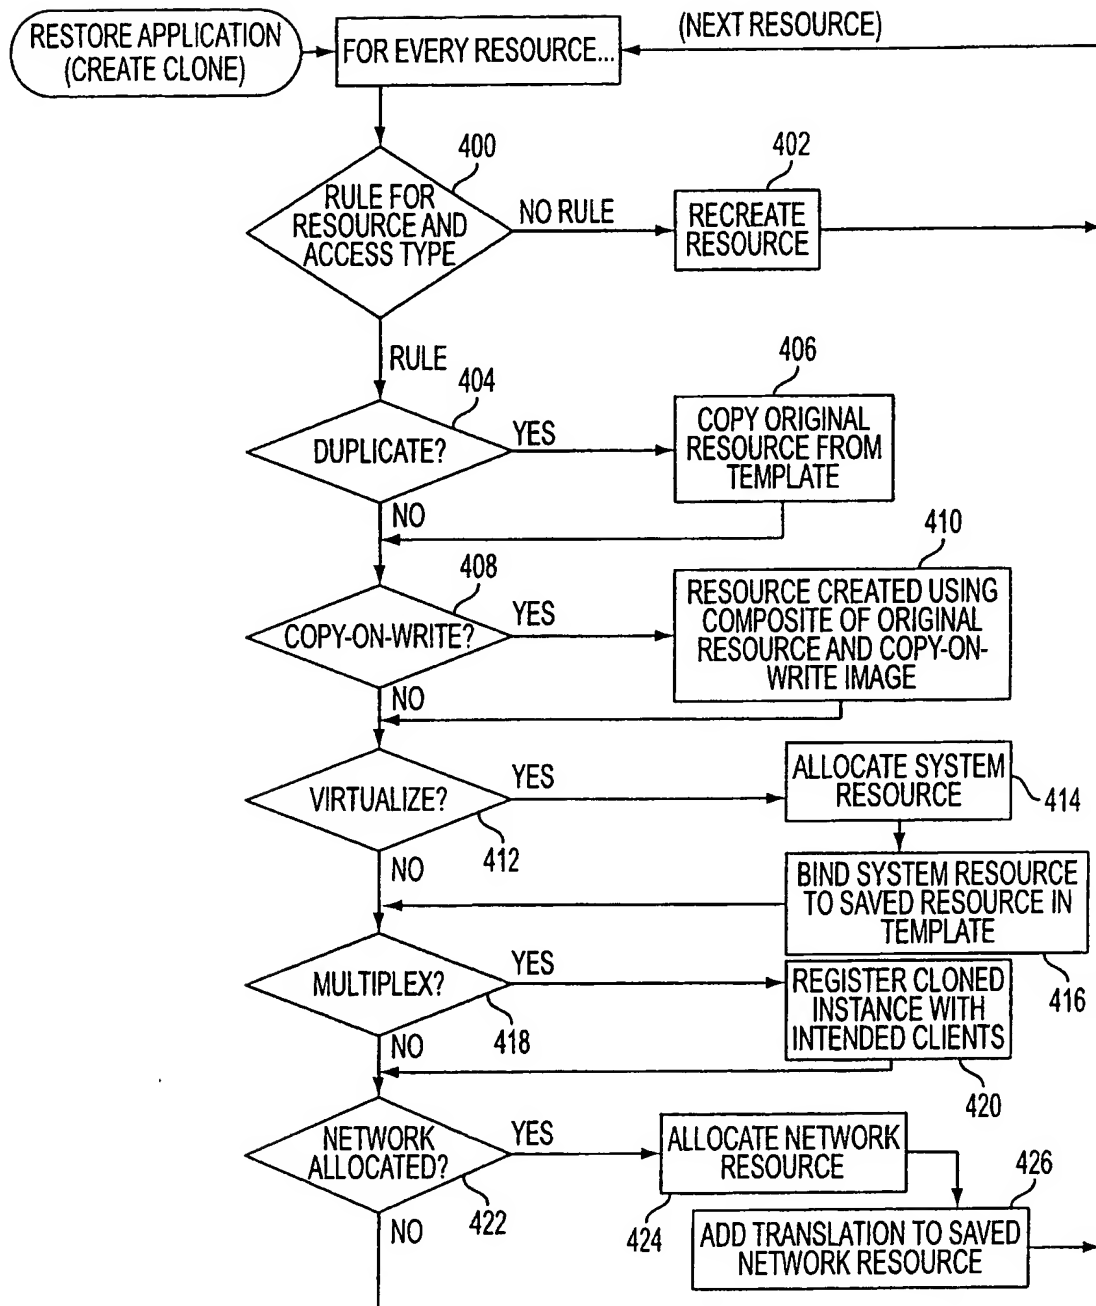 RESTORE APPLICATION
(CREATE CLONE)
FOR EVERY RESOURCE...
(NEXT RESOURCE)
400
RULE FOR
RESOURCE AND
ACCESS TYPE
NO RULE
402
RECREATE
RESOURCE
RULE
404
DUPLICATE?
YES
406
COPY ORIGINAL
RESOURCE FROM
TEMPLATE
NO
408
COPY-ON-WRITE?
YES
410
RESOURCE CREATED USING
COMPOSITE OF ORIGINAL
RESOURCE AND COPY-ON-
WRITE IMAGE
NO
VIRTUALIZE?
412
YES
ALLOCATE SYSTEM
RESOURCE
414
NO
BIND SYSTEM RESOURCE
TO SAVED RESOURCE IN
TEMPLATE
416
MULTIPLEX?
418
YES
REGISTER CLONED
INSTANCE WITH
INTENDED CLIENTS
420
NO
NETWORK
ALLOCATED?
422
YES
ALLOCATE NETWORK
RESOURCE
424
426
ADD TRANSLATION TO SAVED
NETWORK RESOURCE
NO